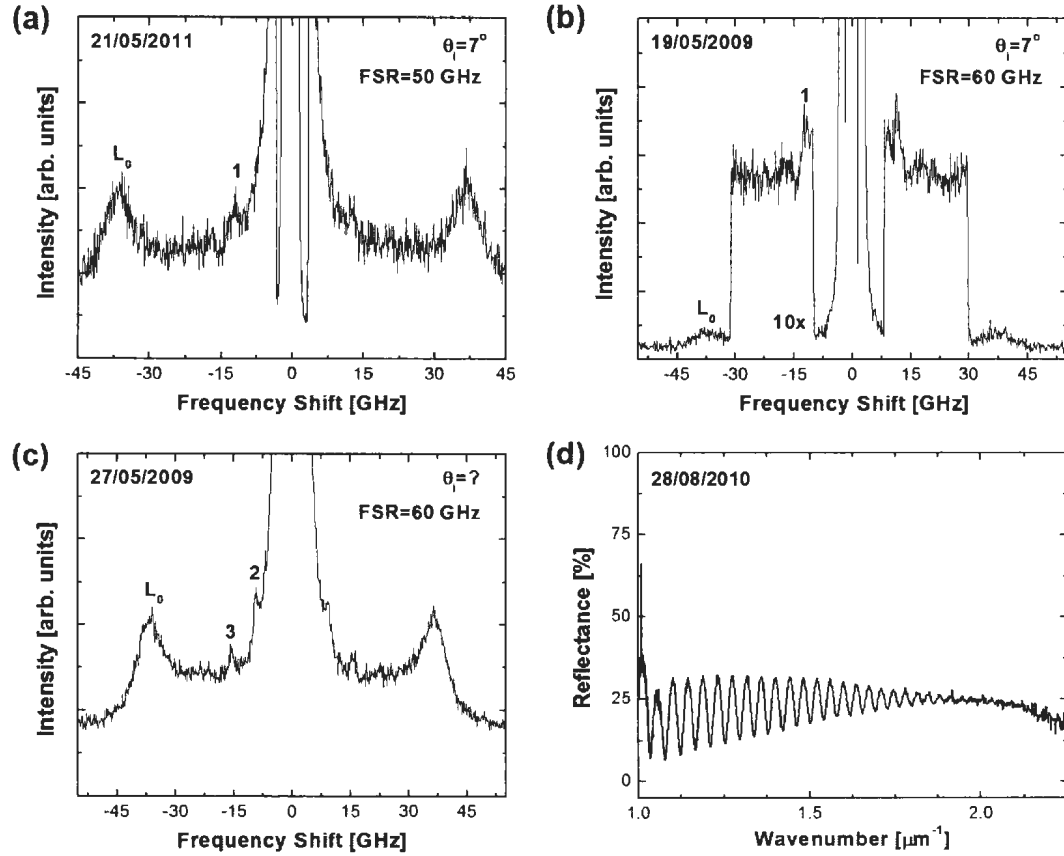 (a)
21/05/2011
θi=7°
FSR=50 GHz
L0
1
Intensity [arb. units]
-45 -30 -15 0 15 30 45
Frequency Shift [GHz]
(b)
19/05/2009
θi=7°
FSR=60 GHz
1
L0
10x
Intensity [arb. units]
-45 -30 -15 0 15 30 45
Frequency Shift [GHz]
(c)
27/05/2009
θi=?
FSR=60 GHz
L0
2
3
Intensity [arb. units]
-45 -30 -15 0 15 30 45
Frequency Shift [GHz]
(d)
28/08/2010
100
75
50
25
0
Reflectance [%]
1.0 1.5 2.0
Wavenumber [μm⁻¹]